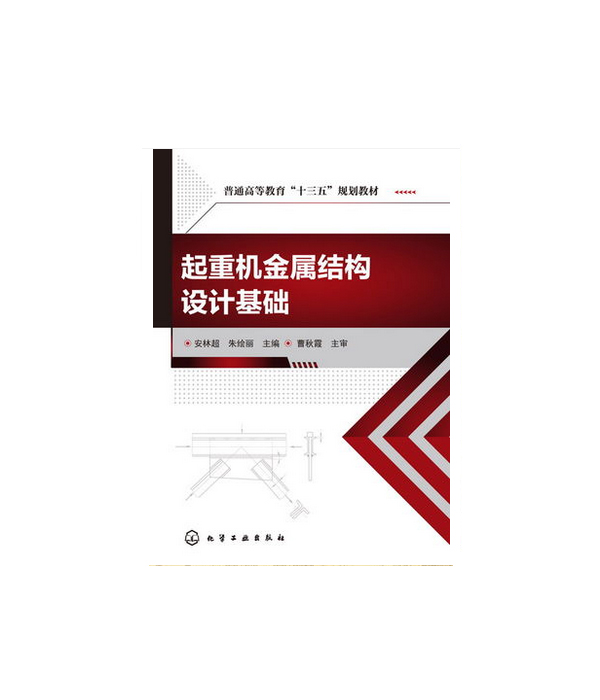 普通高等教育“十三五”规划教材
起重机金属结构
设计基础
安林超 朱绘丽 主编 曹秋霞 主审
化学工业出版社